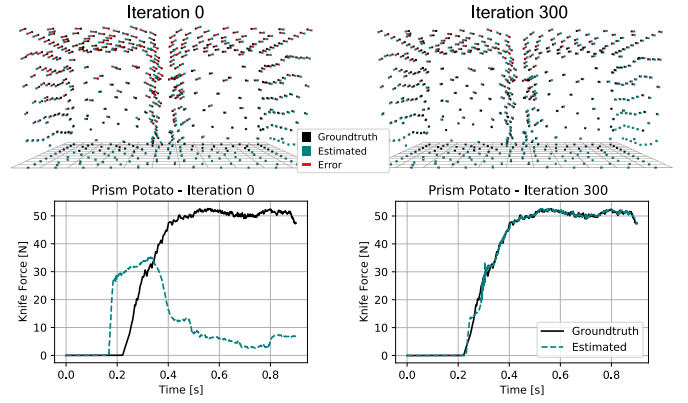 Iteration 0
Iteration 300
Groundtruth
Estimated
Error
Prism Potato - Iteration 0
Prism Potato - Iteration 300
Knife Force [N]
50
40
30
20
10
0
0.0 0.2 0.4 0.6 0.8
Time [s]
Knife Force [N]
50
40
30
20
10
0
Groundtruth
Estimated
0.0 0.2 0.4 0.6 0.8
Time [s]